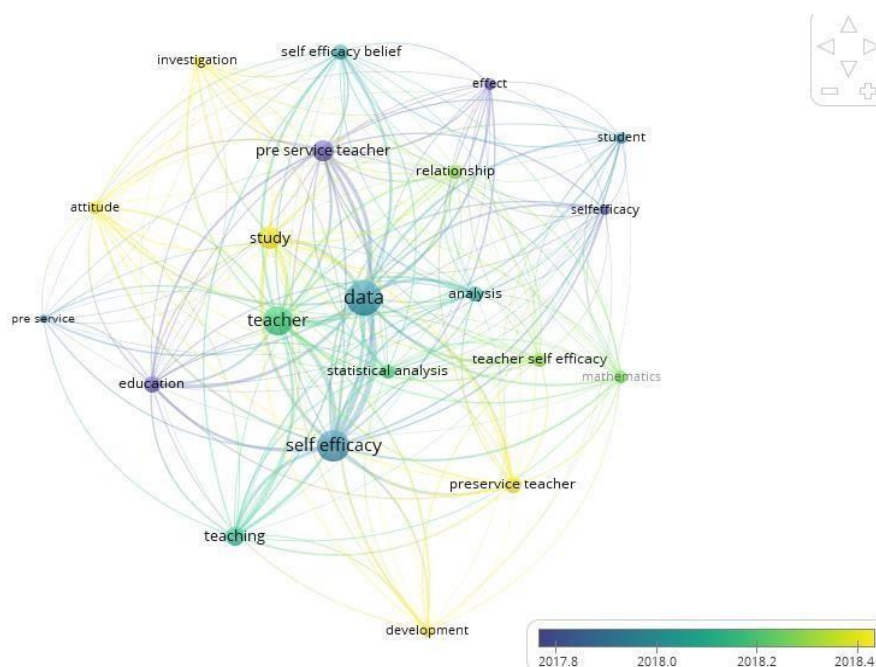 self efficacy belief
investigation
effect
student
pre service teacher
relationship
attitude
selfefficacy
study
data
analysis
teacher
pre service
teacher self efficacy
statistical analysis
mathematics
education
self efficacy
preservice teacher
teaching
development
2017.8 2018.0 2018.2 2018.4